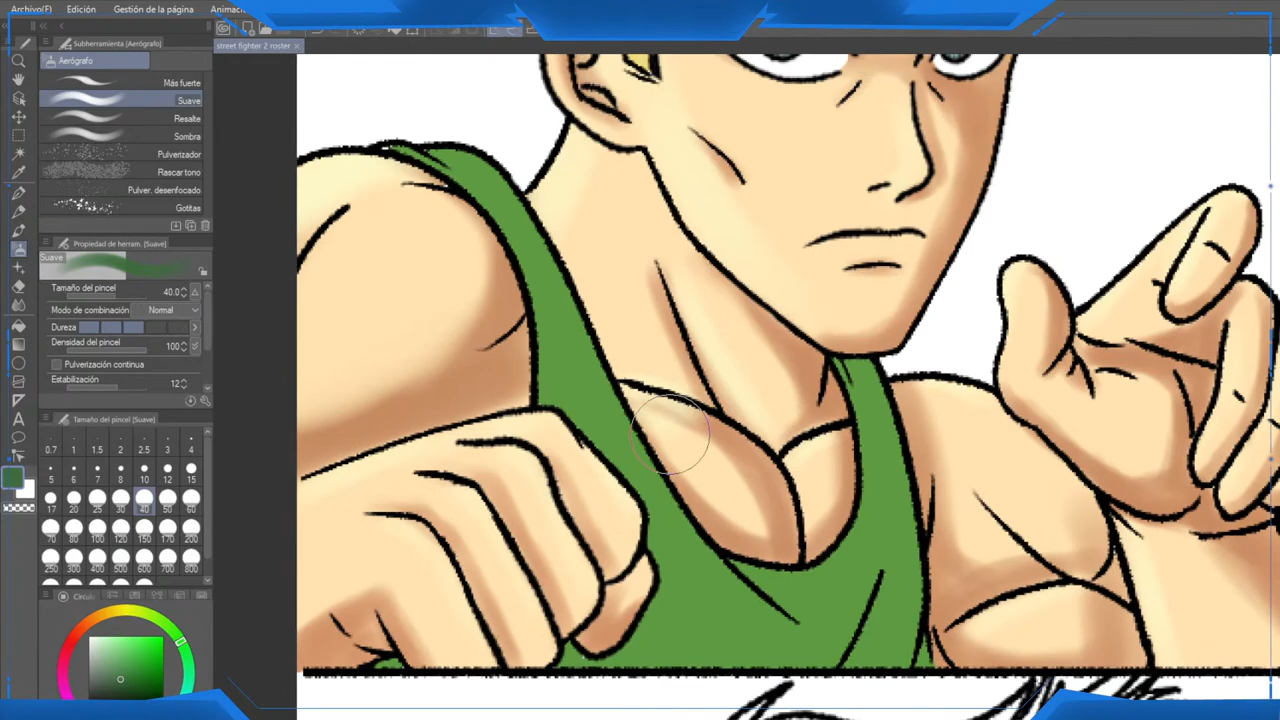 Archivo(F) Edición Gestión de la página Animación
Subherramienta [Aerógrafo]
street fighter 2 roster
Aerógrafo
Más fuerte
Suave
Resalte
Sombra
Pulverizador
Rascar tono
Pulver. desenfocado
Gotitas
Propiedad de herram. [Suave]
Suave
Tamaño del pincel 40.0
Modo de combinación Normal
Dureza
Densidad del pincel 100
Pulverización continua
Estabilización 12
Tamaño del pincel [Suave]
0.7 1 1.5 2 2.5 3 4
5 6 7 8 10 12 15
17 20 25 30 40 50 60
70 80 100 120 150 170 200
250 300 400 500 600 700 800